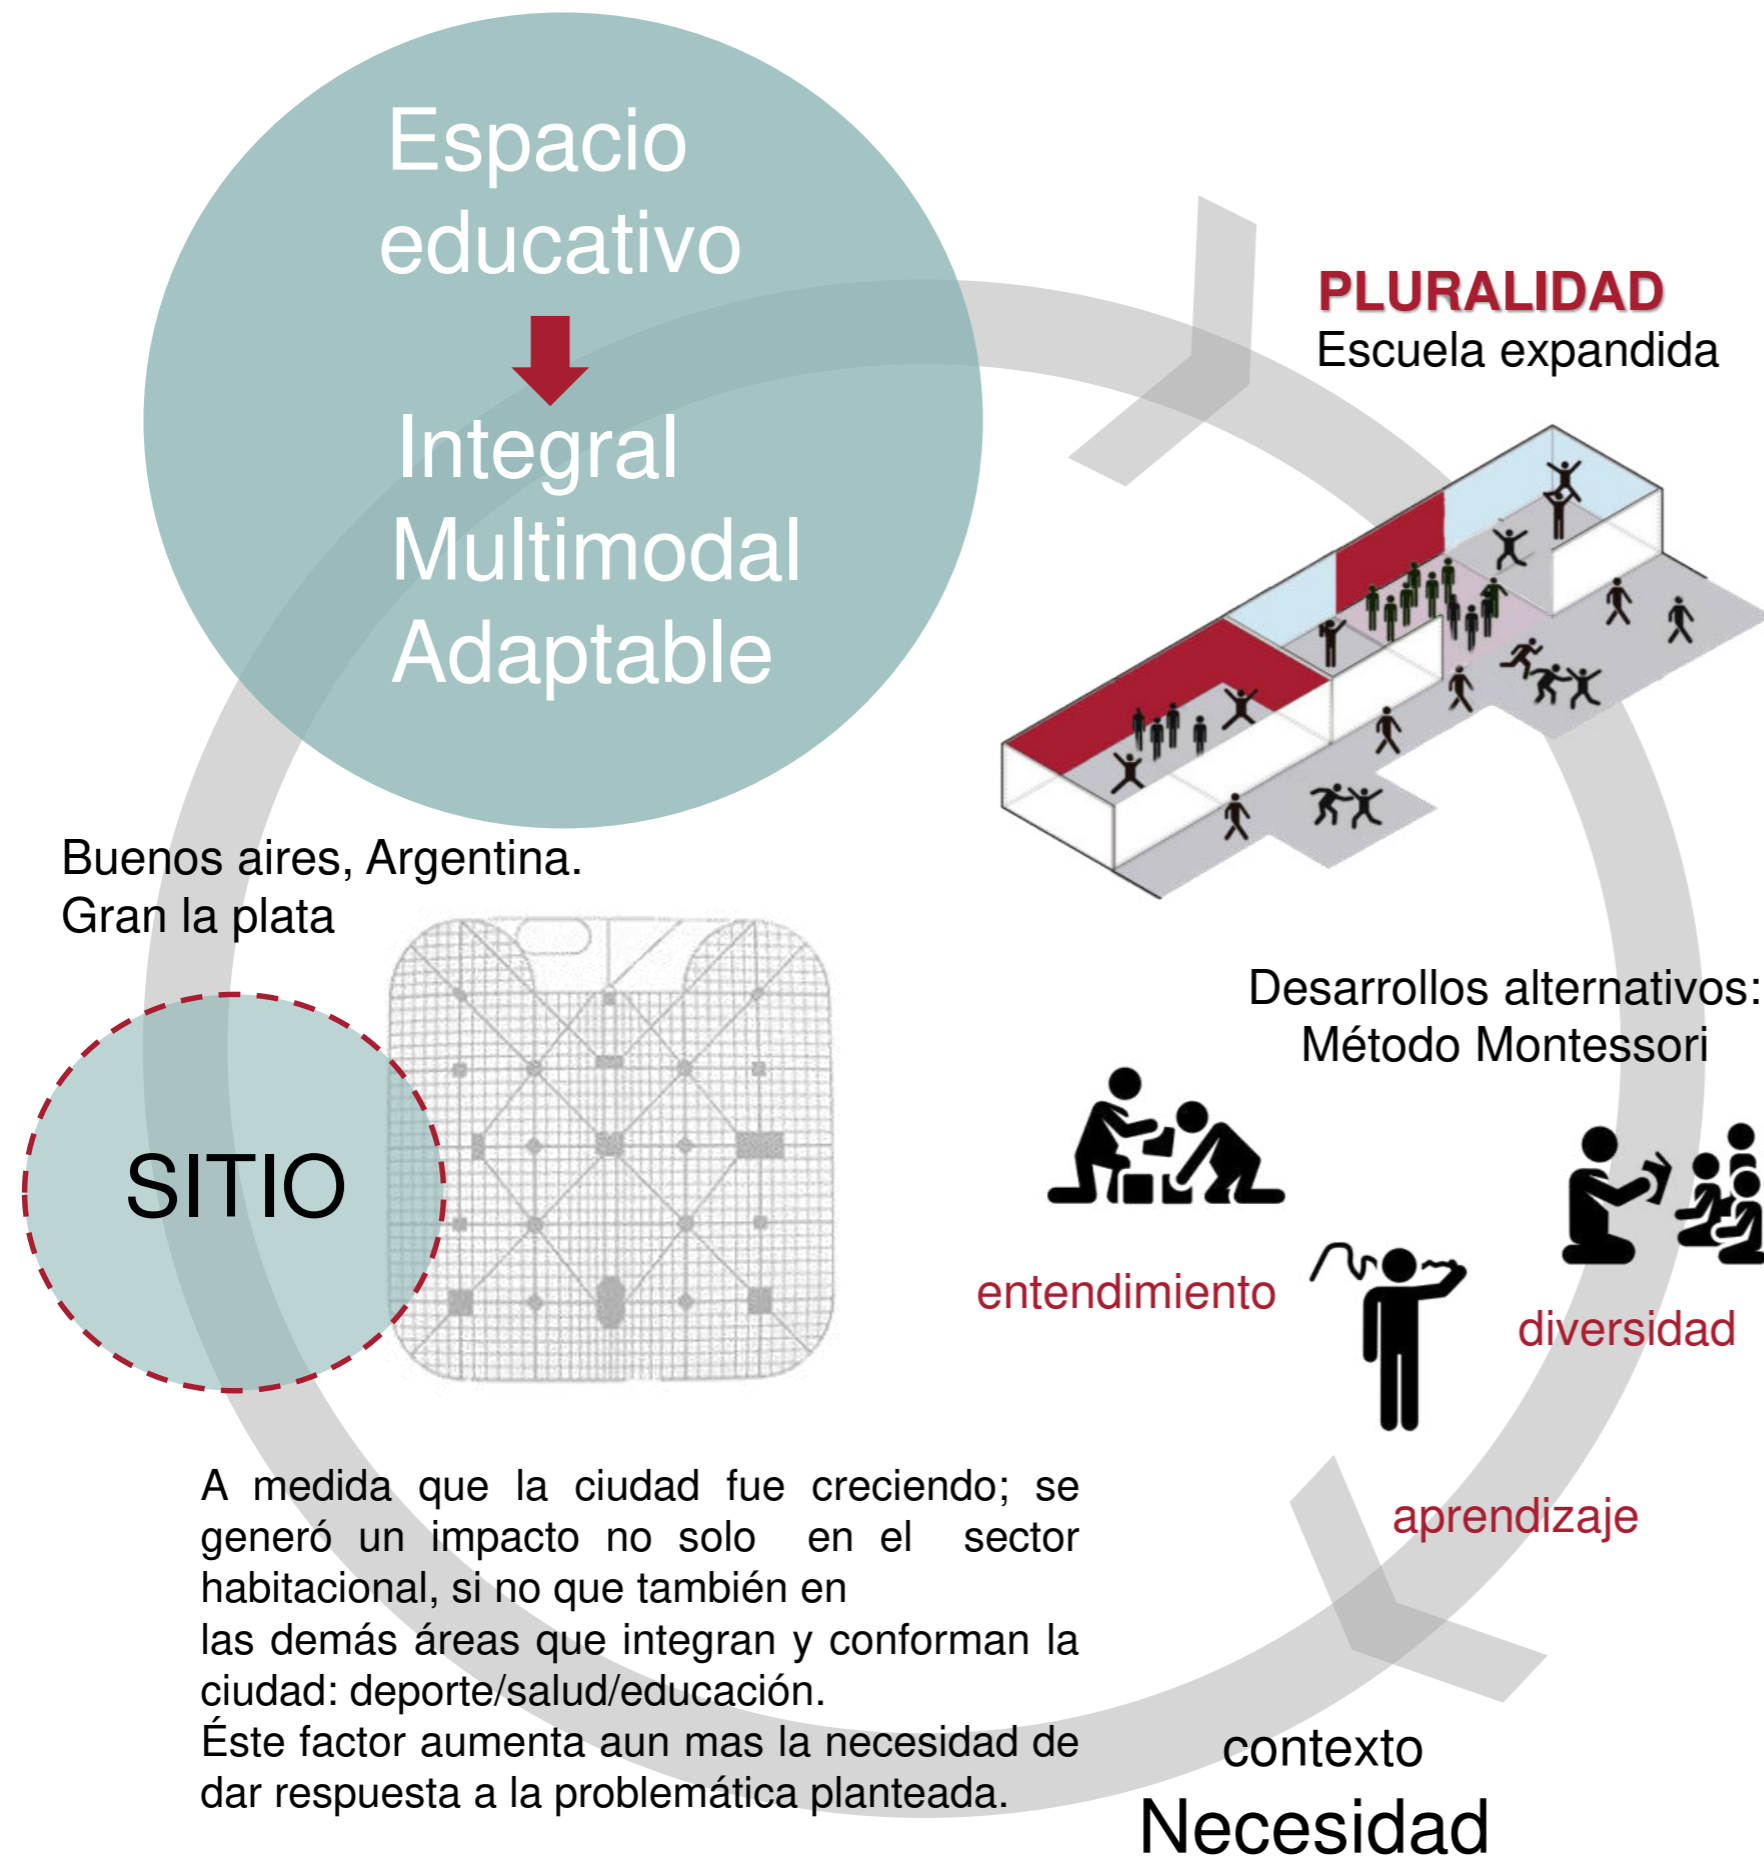 Espacio
educativo
Integral
Multimodal
Adaptable
PLURALIDAD
Escuela expandida
Buenos aires, Argentina.
Gran la plata
SITIO
Desarrollos alternativos:
Método Montessori
entendimiento
diversidad
aprendizaje
A medida que la ciudad fue creciendo; se
generó un impacto no solo en el sector
habitacional, si no que también en
las demás áreas que integran y conforman la
ciudad: deporte/salud/educación.
Éste factor aumenta aun mas la necesidad de
dar respuesta a la problemática planteada.
contexto
Necesidad